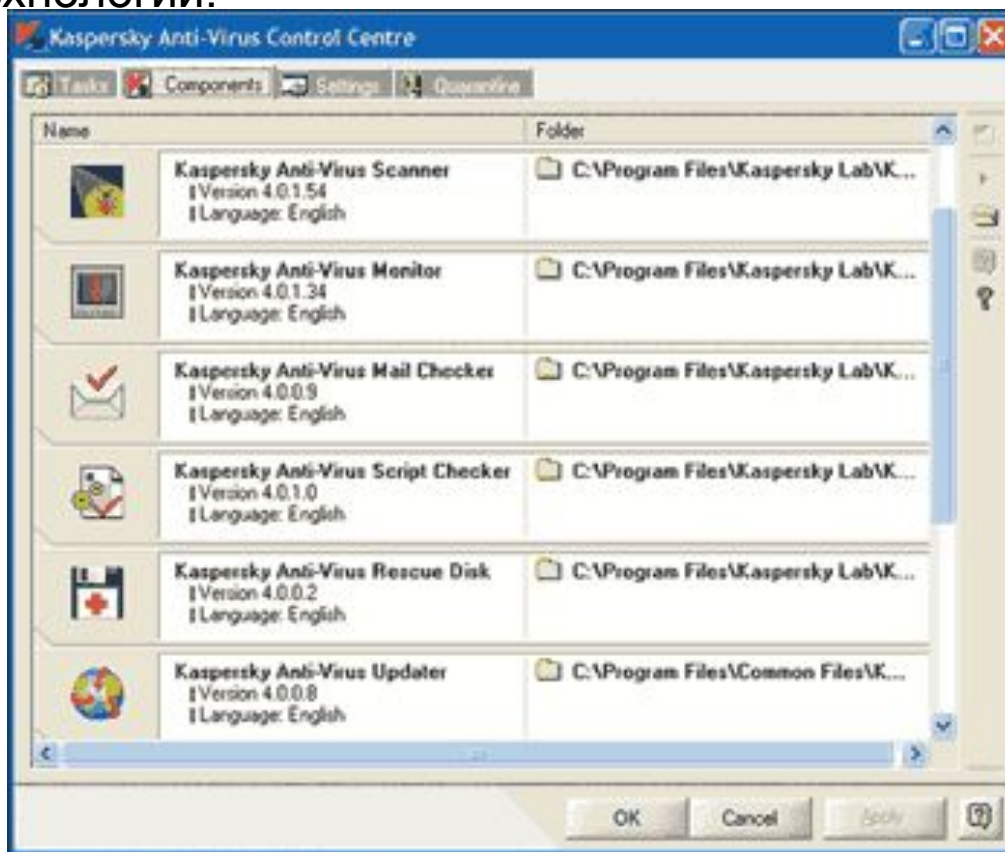 хнологии.
Kaspersky Anti-Virus Control Centre
Tasks Components Settings Quarantine
Name Folder
Kaspersky Anti-Virus Scanner C:\Program Files\Kaspersky Lab\K...
Version 4.0.1.54
Language: English
Kaspersky Anti-Virus Monitor C:\Program Files\Kaspersky Lab\K...
Version 4.0.1.34
Language: English
Kaspersky Anti-Virus Mail Checker C:\Program Files\Kaspersky Lab\K...
Version 4.0.0.9
Language: English
Kaspersky Anti-Virus Script Checker C:\Program Files\Kaspersky Lab\K...
Version 4.0.1.0
Language: English
Kaspersky Anti-Virus Rescue Disk C:\Program Files\Kaspersky Lab\K...
Version 4.0.0.2
Language: English
Kaspersky Anti-Virus Updater C:\Program Files\Common Files\K...
Version 4.0.0.8
Language: English
OK Cancel Apply